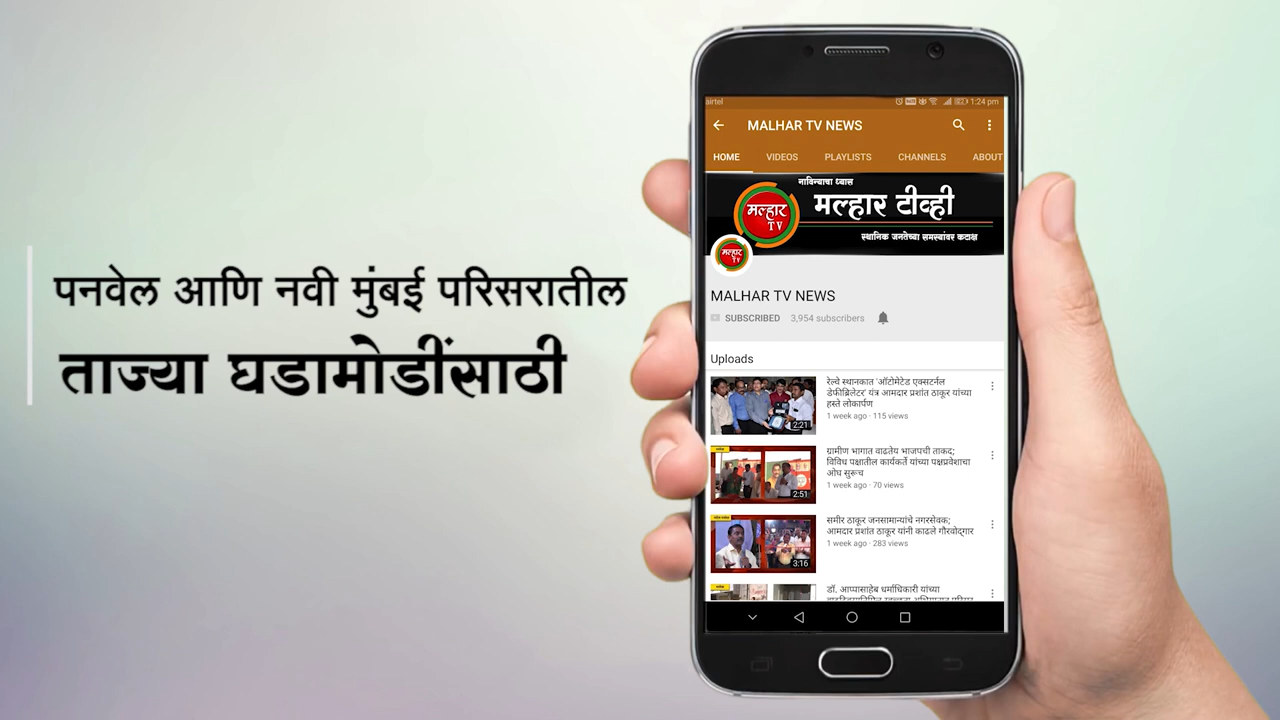 पनवेल आणि नवी मुंबई परिसरातील
ताज्या घडामोडींसाठी
airtel
1:24 pm
MALHAR TV NEWS
HOME VIDEOS PLAYLISTS CHANNELS ABOUT
नाविन्याचा ध्यास
मल्हार टीव्ही
मल्हार
TV
स्थानिक जनतेच्या समस्यांवर कटाक्ष
मल्हार
TV
MALHAR TV NEWS
SUBSCRIBED 3,954 subscribers
Uploads
रेल्वे स्थानकात 'ऑटोमेटेड एक्सटर्नल
डेफीब्रिलेटर' यंत्र आमदार प्रशांत ठाकूर यांच्या
हस्ते लोकार्पण
1 week ago · 115 views
2:21
ग्रामीण भागात वाढतेय भाजपची ताकद;
विविध पक्षातील कार्यकर्ते यांच्या पक्षप्रवेशाचा
ओघ सुरूच
1 week ago · 70 views
2:51
समीर ठाकूर जनसामान्यांचे नगरसेवक;
आमदार प्रशांत ठाकूर यांनी काढले गौरवोद्गार
1 week ago · 283 views
3:16
डॉ. आप्पासाहेब धर्माधिकारी यांच्या